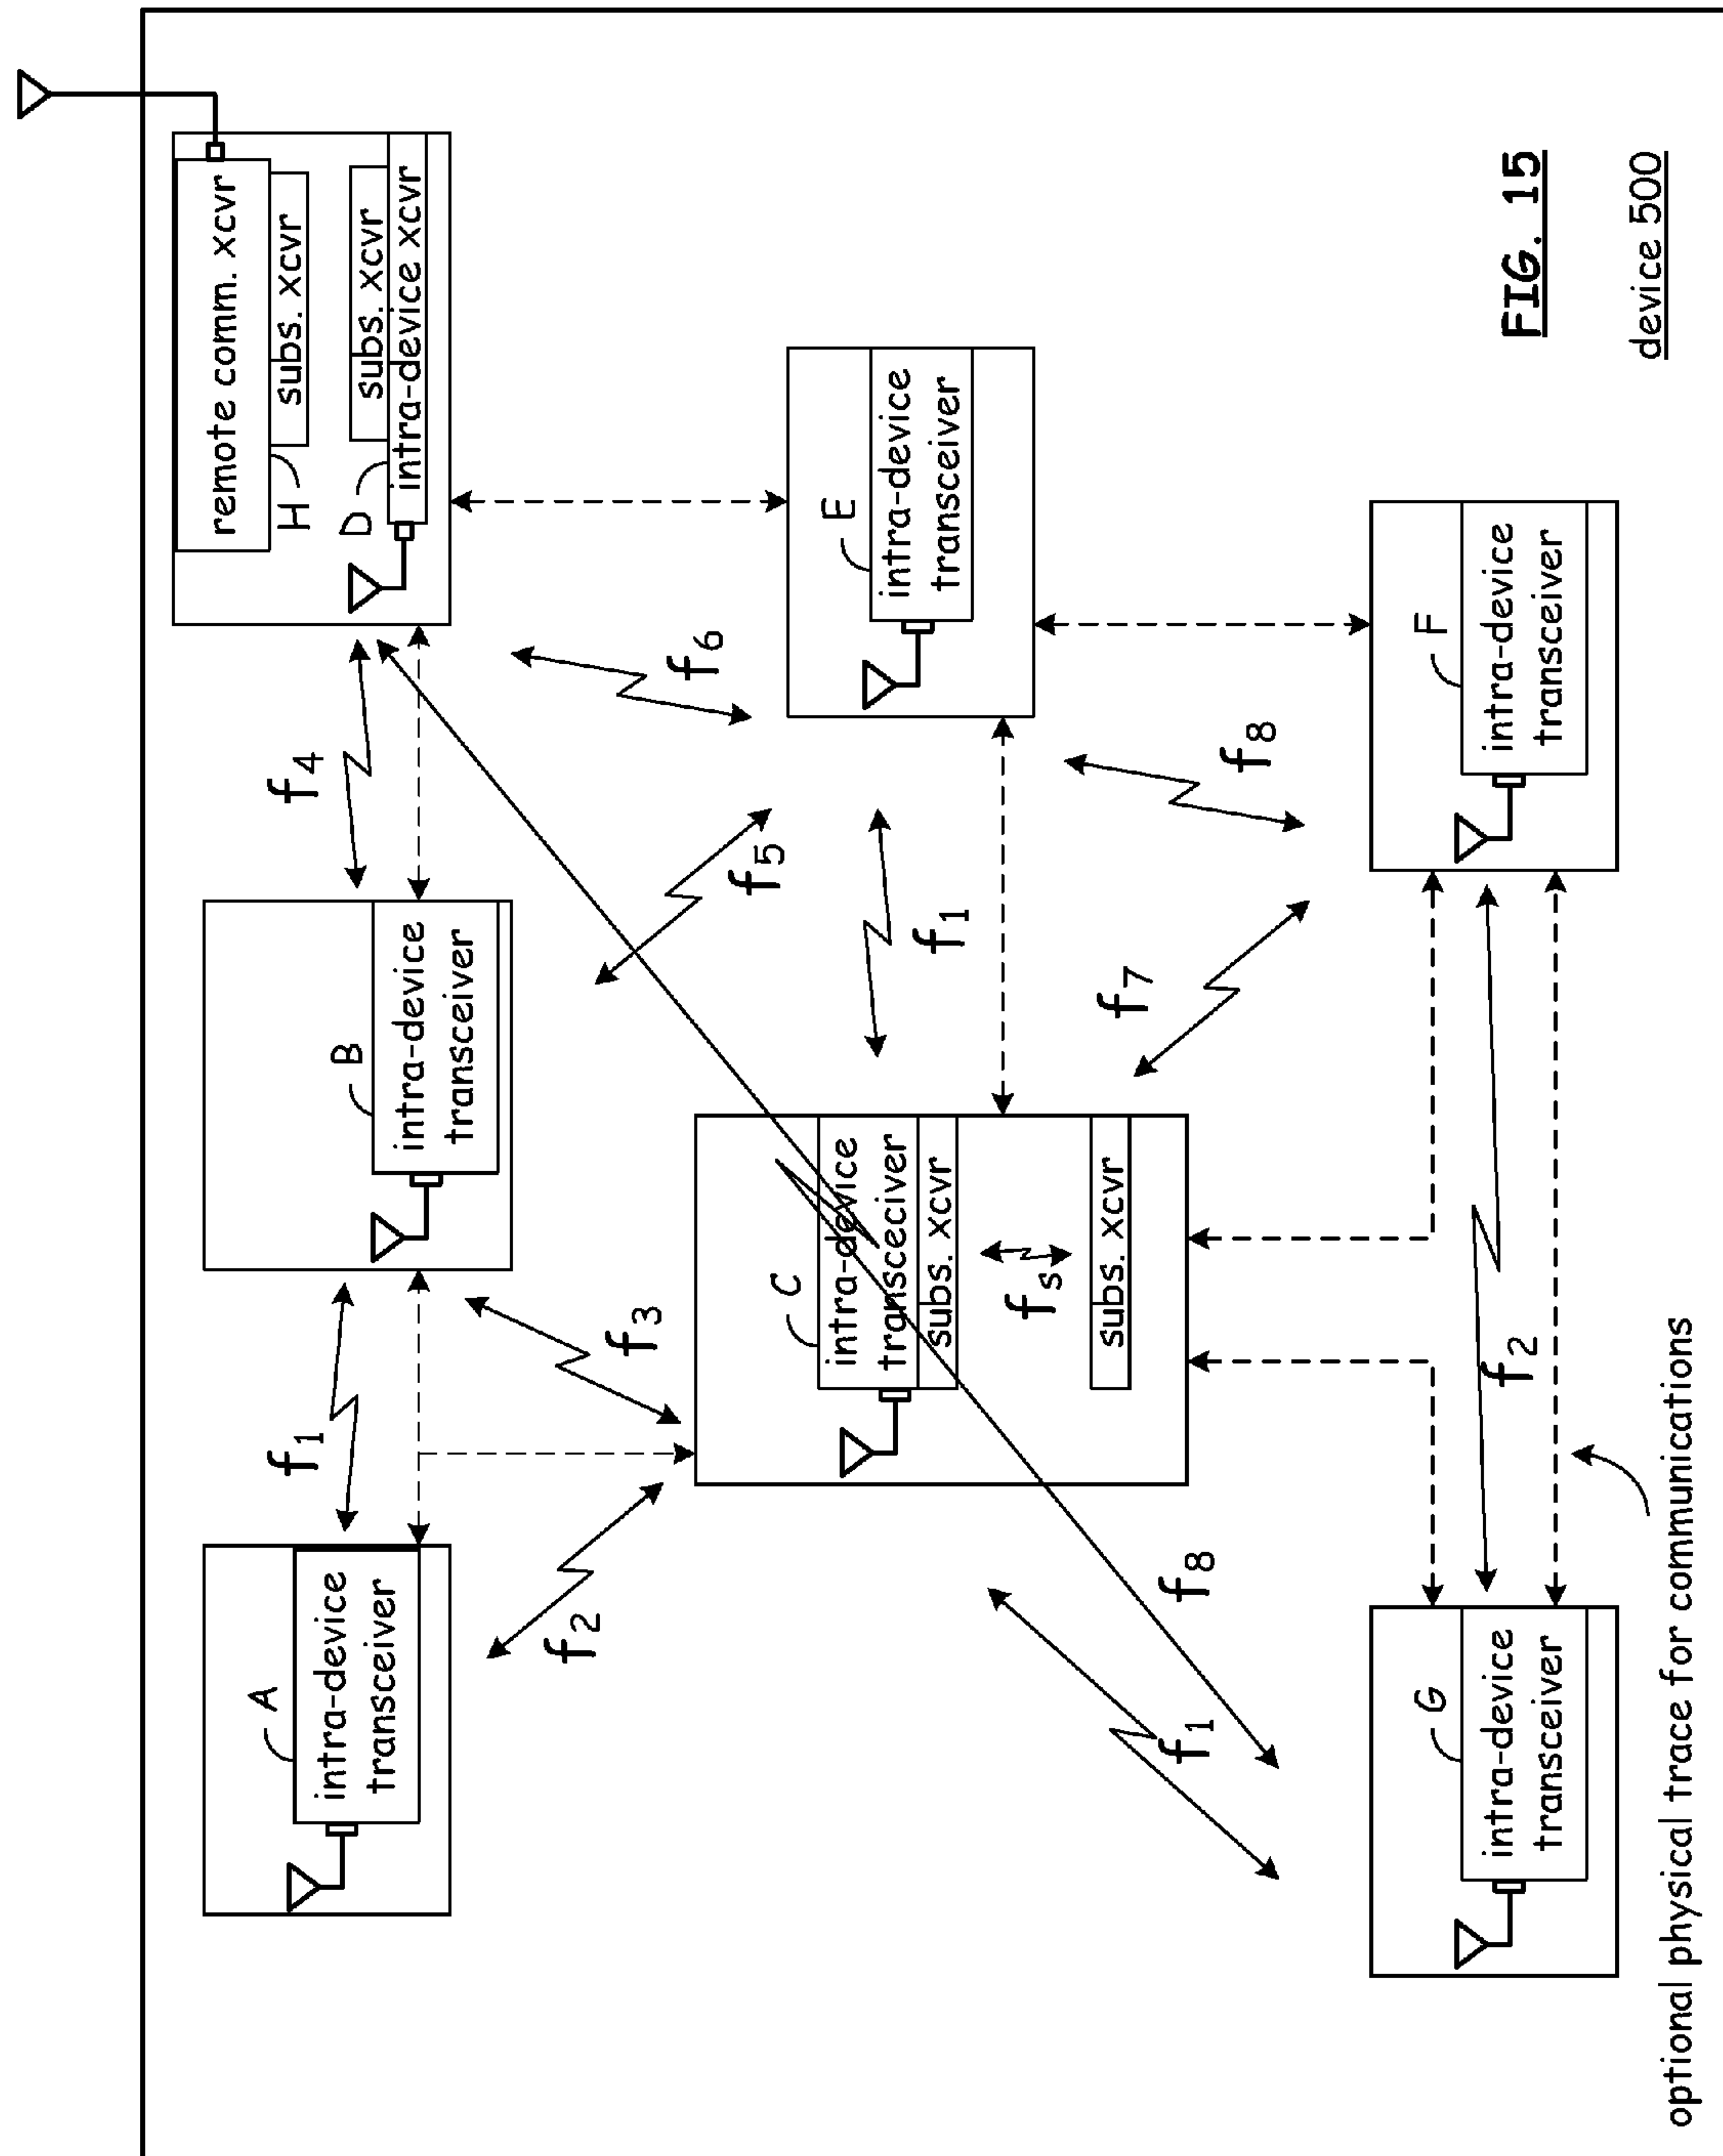 A
intra-device
transceiver
f1
B
intra-device
transceiver
f4
remote comm. xcvr
subs. xcvr
H
subs. xcvr
D
intra-device xcvr
f2
f3
f5
f6
C
intra-device
transceciver
subs. xcvr
fs
subs. xcvr
f1
E
intra-device
transceiver
f1
f8
f7
f8
G
intra-device
transceiver
f2
F
intra-device
transceiver
optional physical trace for communications
FIG. 15
device 500